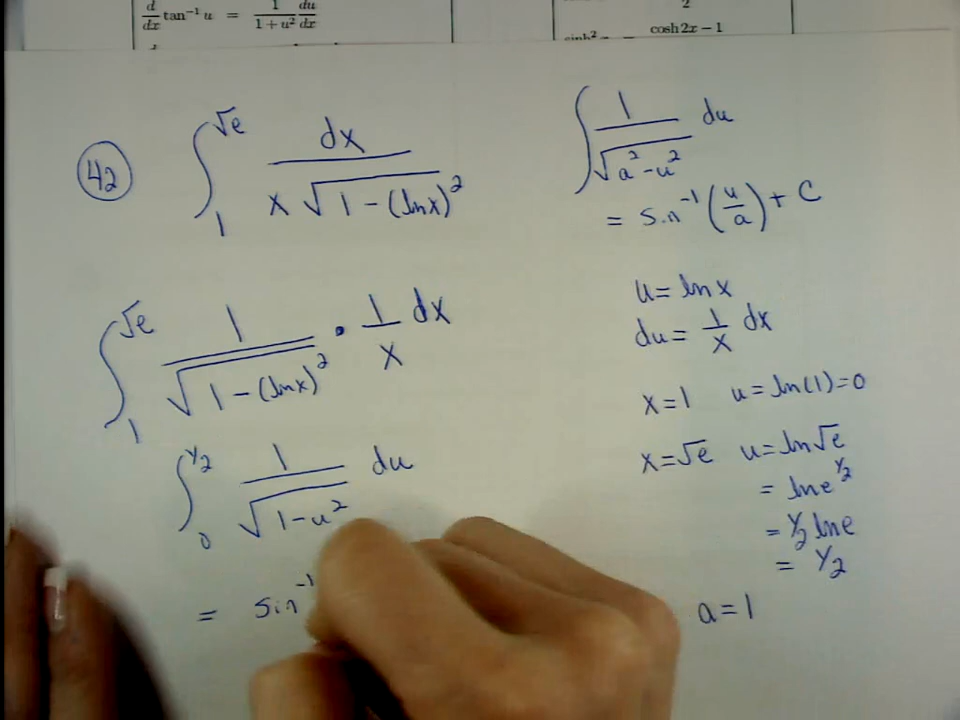 d/dx tan⁻¹ u = 1/(1+u²) du/dx
2
cosh 2x − 1
42
∫₁^√e dx / (x √(1 − (ln x)²))
∫ 1/√(a² − u²) du
= sin⁻¹(u/a) + C
∫₁^√e 1/√(1 − (ln x)²) · 1/x dx
u = ln x
du = 1/x dx
x = 1 u = ln(1) = 0
x = √e u = ln√e
= ln e^½
= ½ ln e
= ½
∫₀^½ 1/√(1 − u²) du
= sin⁻¹
a = 1